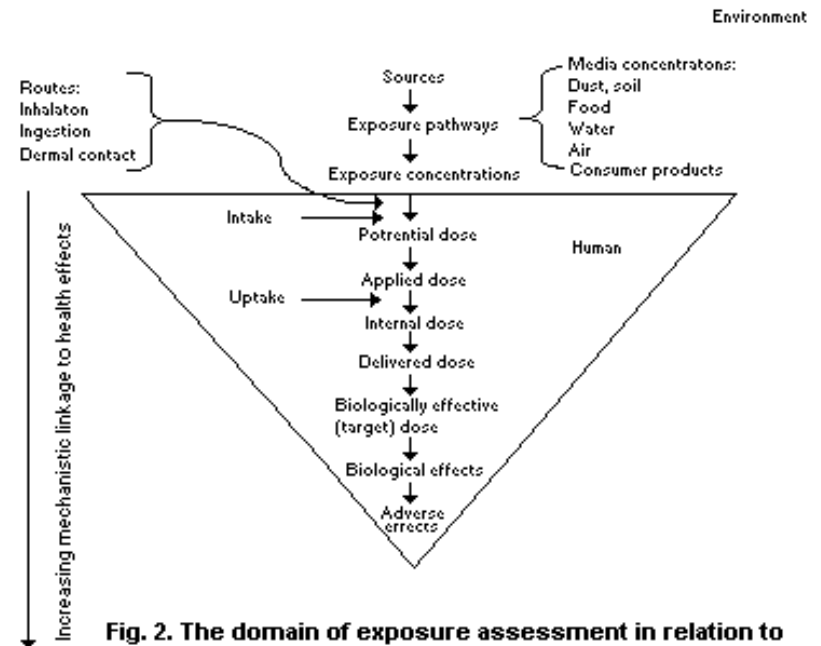 Environment
Routes:
Inhalaton
Ingestion
Dermal contact
Sources
Exposure pathways
Exposure concentrations
Media concentratons:
Dust, soil
Food
Water
Air
Consumer products
Intake
Potrential dose
Human
Applied dose
Uptake
Internal dose
Delivered dose
Biologically effective
(target) dose
Biological effects
Adverse
errects
Increasing mechanistic linkage to health effects
Fig. 2. The domain of exposure assessment in relation to